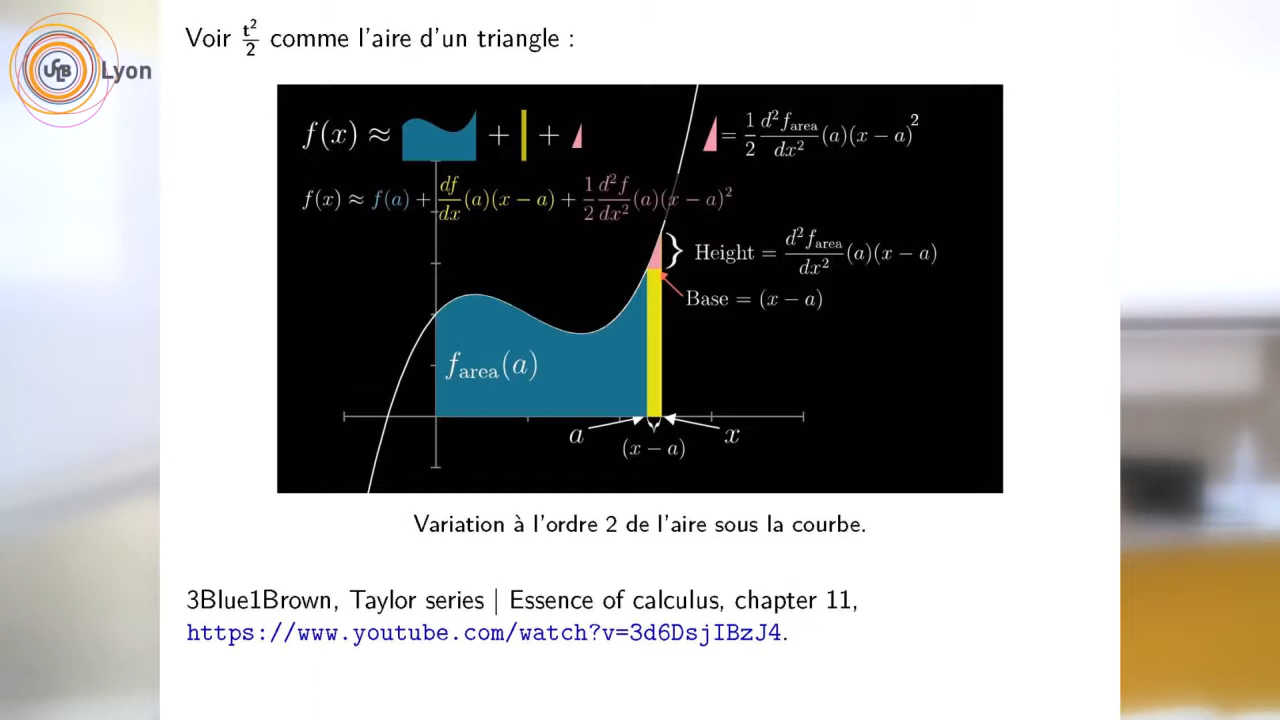 UCBL Lyon
Voir t²/2 comme l'aire d'un triangle :
f(x) ≈ + +
= 1/2 d²f_area/dx² (a)(x − a)²
f(x) ≈ f(a) + df/dx (a)(x − a) + 1/2 d²f/dx² (a)(x − a)²
Height = d²f_area/dx² (a)(x − a)
Base = (x − a)
f_area(a)
a
x
(x − a)
Variation à l'ordre 2 de l'aire sous la courbe.
3Blue1Brown, Taylor series | Essence of calculus, chapter 11,
https://www.youtube.com/watch?v=3d6DsjIBzJ4.